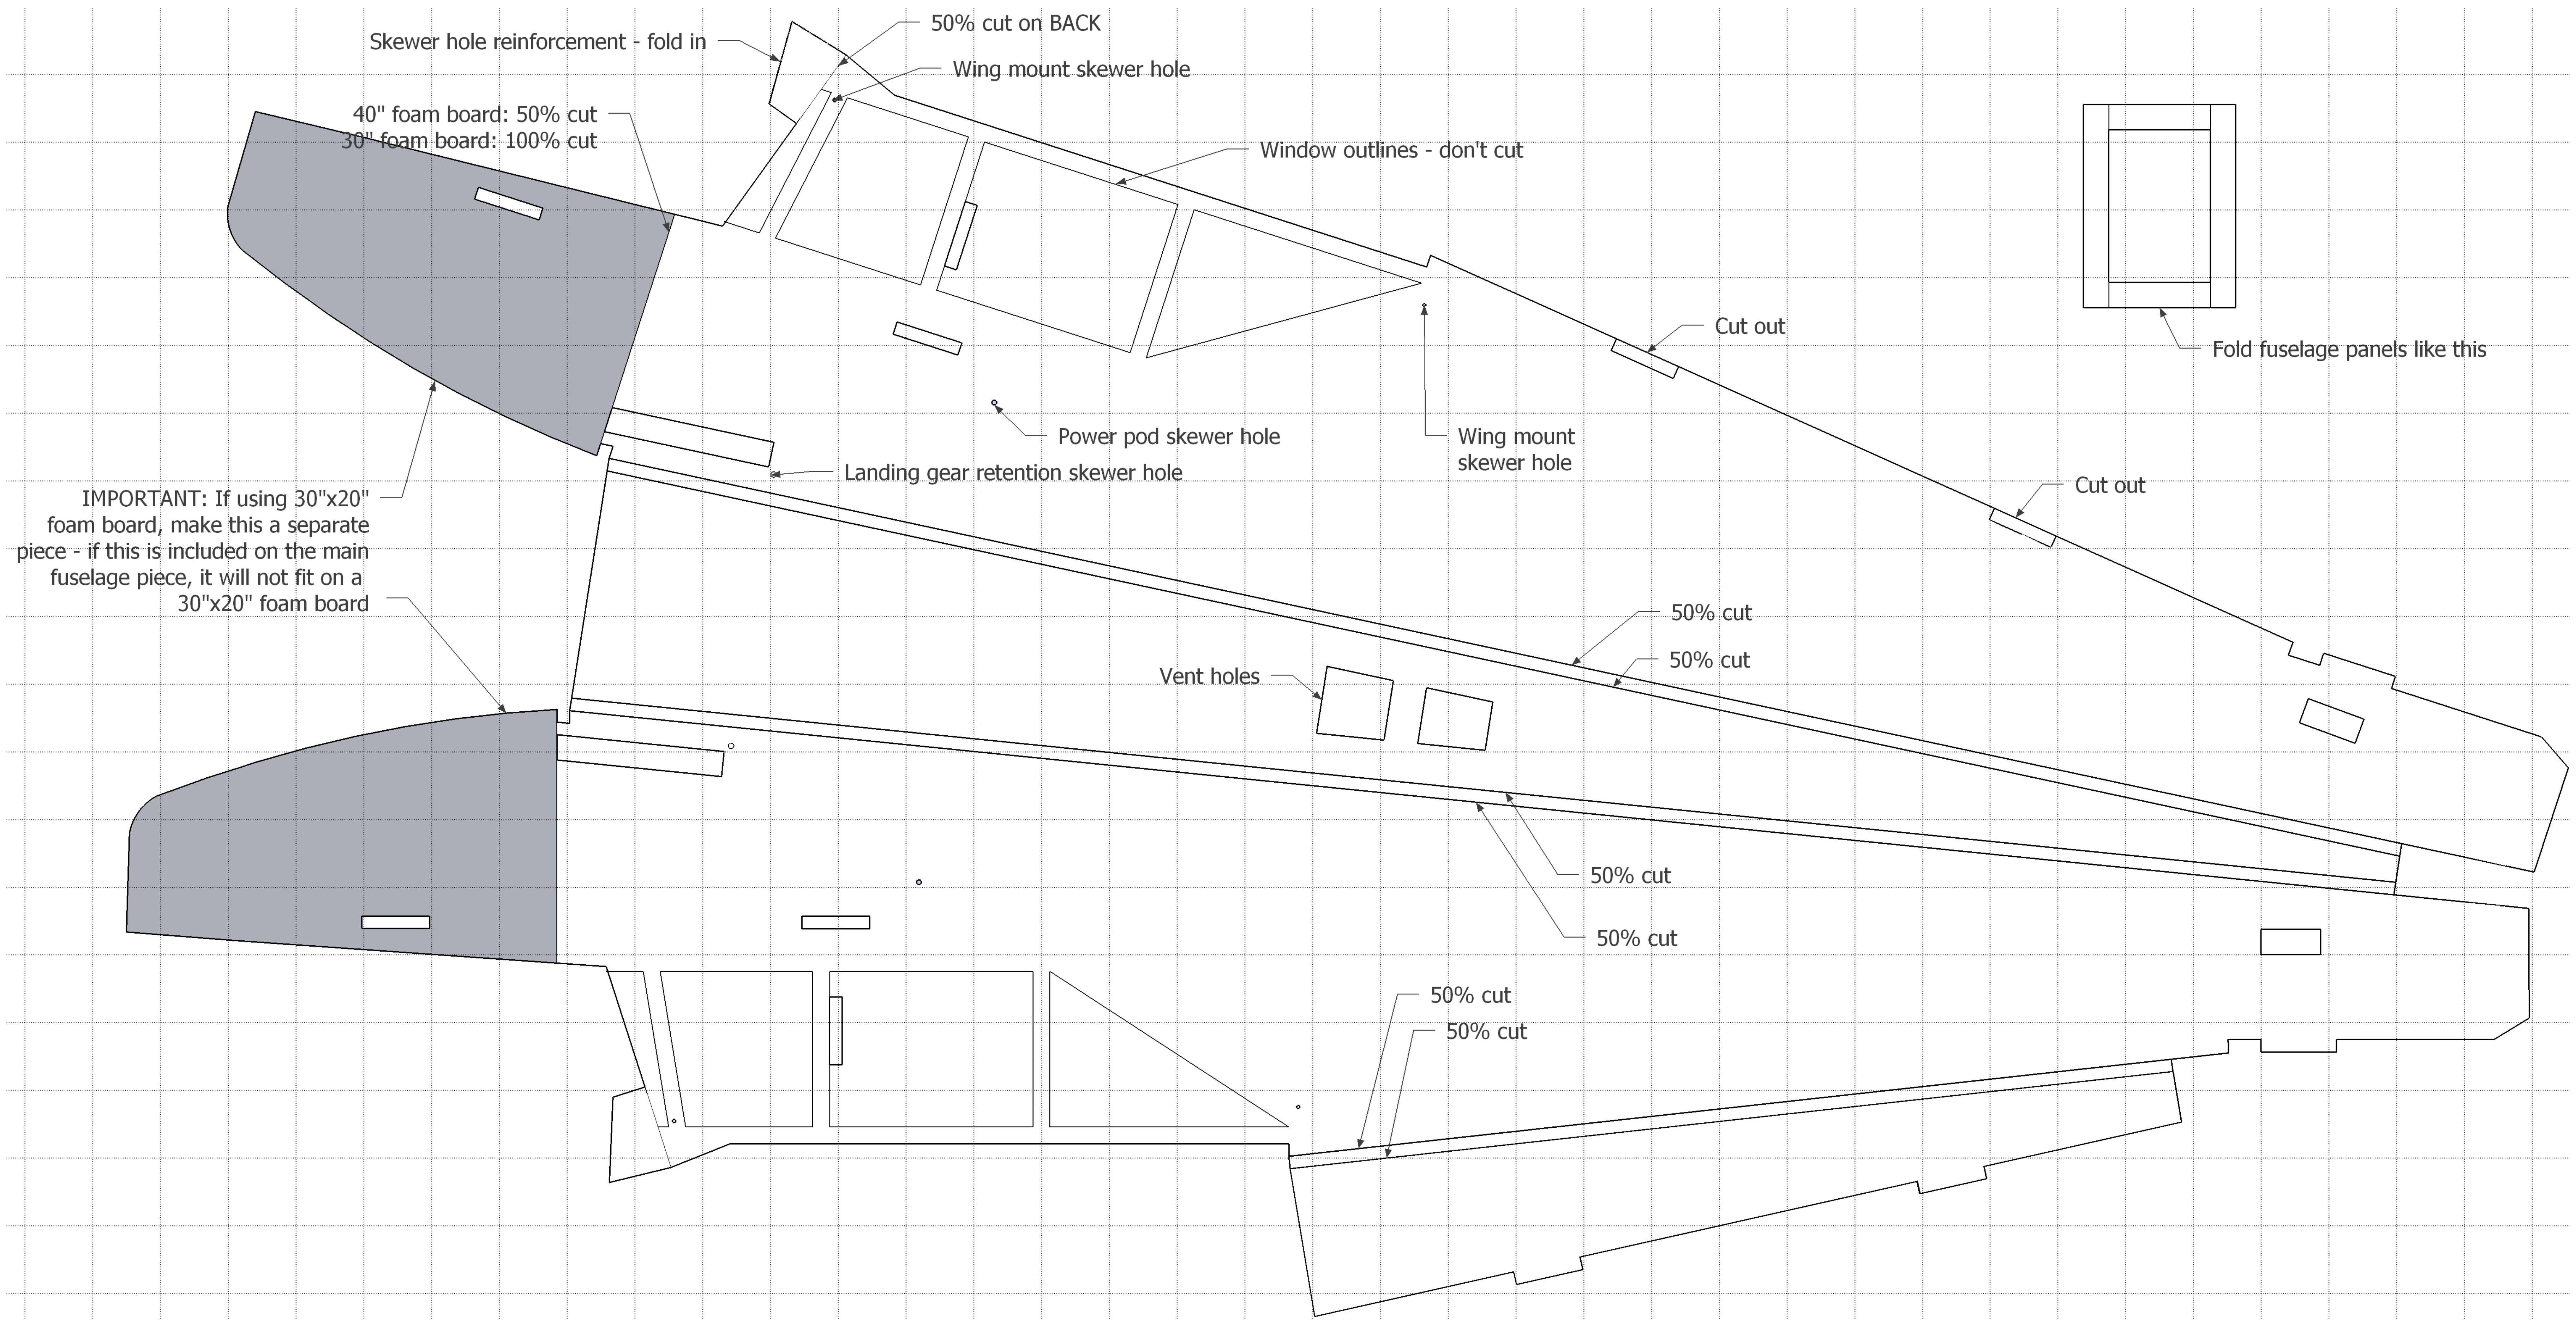 50% cut on BACK
Skewer hole reinforcement - fold in
Wing mount skewer hole
40" foam board: 50% cut
30" foam board: 100% cut
Window outlines - don't cut
Cut out
Fold fuselage panels like this
Power pod skewer hole
Wing mount
skewer hole
Landing gear retention skewer hole
Cut out
IMPORTANT: If using 30"x20"
foam board, make this a separate
piece - if this is included on the main
fuselage piece, it will not fit on a
30"x20" foam board
50% cut
50% cut
Vent holes
50% cut
50% cut
50% cut
50% cut